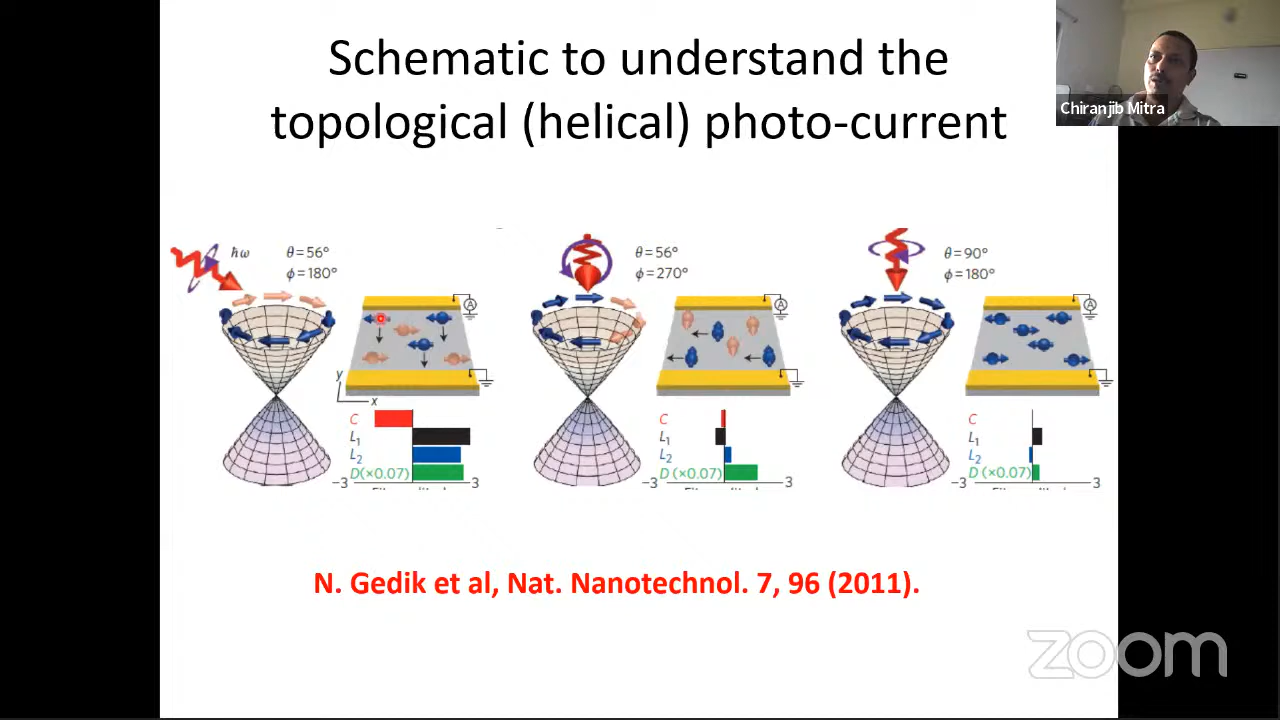 Schematic to understand the
topological (helical) photo-current
Chiranjib Mitra
ħω
θ=56°
ϕ=180°
A
y
x
C
L1
L2
D(×0.07)
−3
3
θ=56°
ϕ=270°
A
C
L1
L2
D (×0.07)
−3
3
θ=90°
ϕ=180°
A
C
L1
L2
D (×0.07)
−3
3
N. Gedik et al, Nat. Nanotechnol. 7, 96 (2011).
zoom